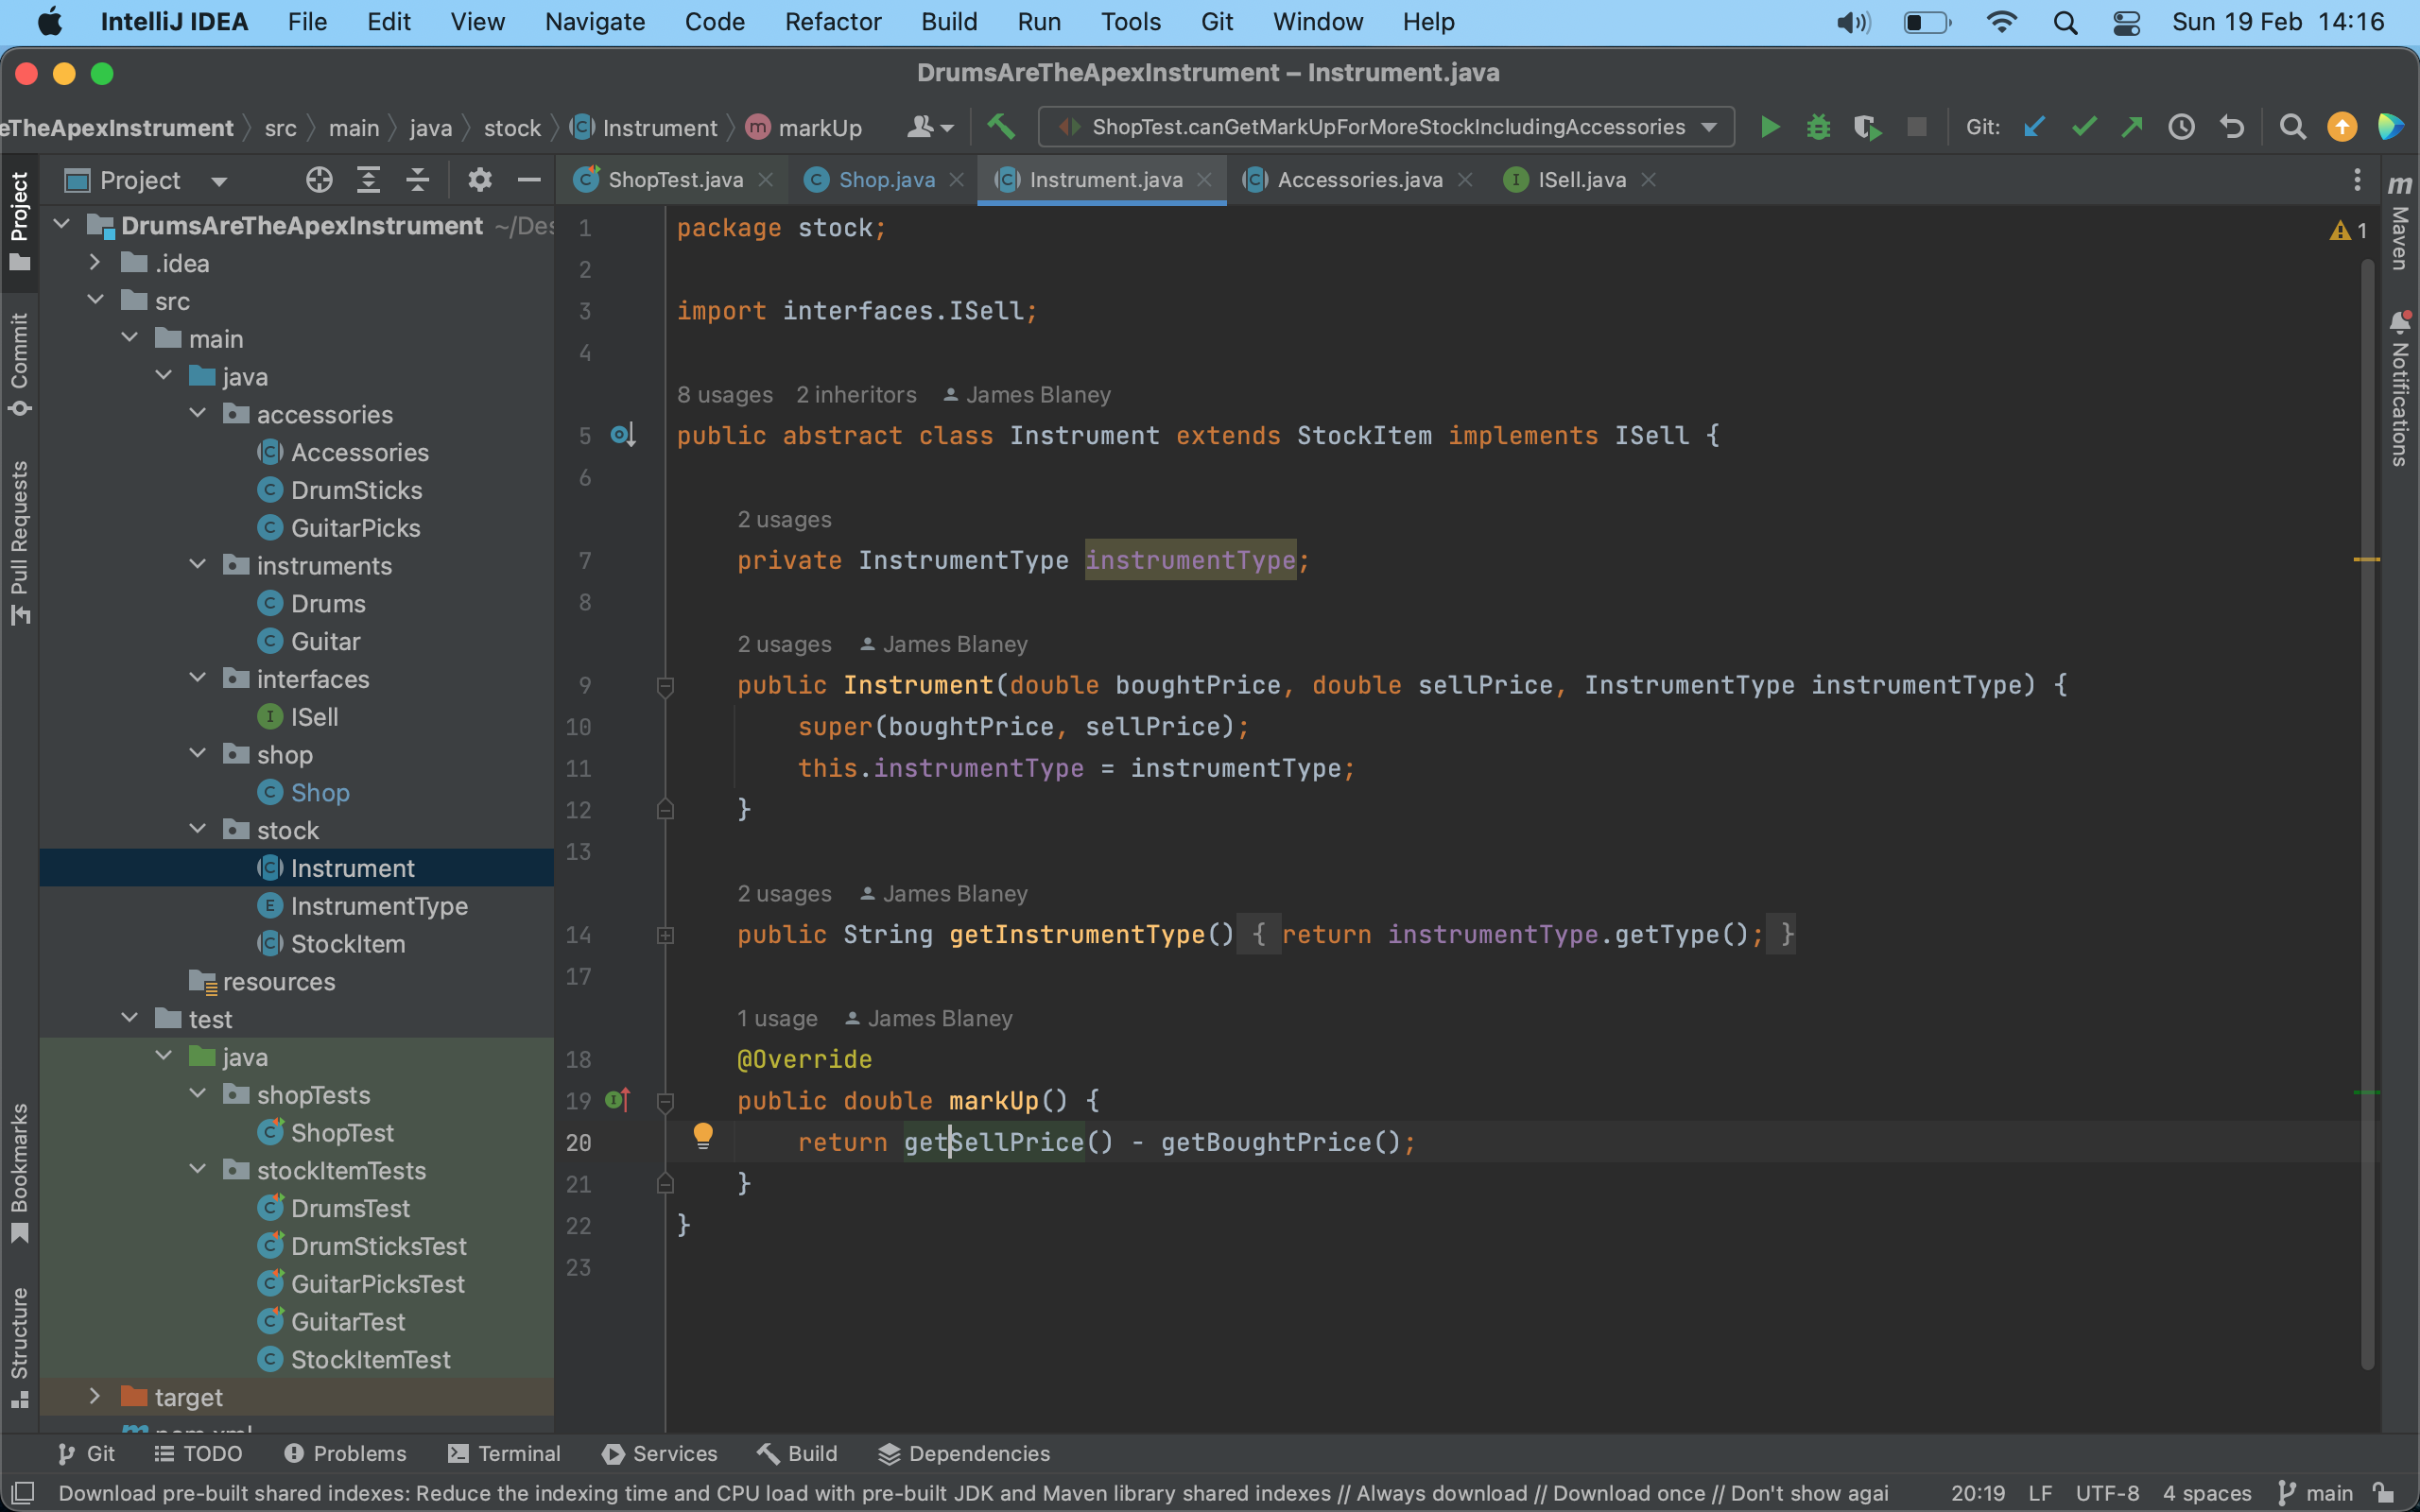 IntelliJ IDEA File Edit View Navigate Code Refactor Build Run Tools Git Window Help Sun 19 Feb 14:16
DrumsAreTheApexInstrument – Instrument.java
eTheApexInstrument src main java stock Instrument markUp ShopTest.canGetMarkUpForMoreStockIncludingAccessories Git:
Project
Commit
Pull Requests
Bookmarks
Structure
Project
DrumsAreTheApexInstrument ~/Des
.idea
src
main
java
accessories
Accessories
DrumSticks
GuitarPicks
instruments
Drums
Guitar
interfaces
ISell
shop
Shop
stock
Instrument
InstrumentType
StockItem
resources
test
java
shopTests
ShopTest
stockItemTests
DrumsTest
DrumSticksTest
GuitarPicksTest
GuitarTest
StockItemTest
target
pom.xml
ShopTest.java Shop.java Instrument.java Accessories.java ISell.java
1 package stock;
2
3 import interfaces.ISell;
4
8 usages 2 inheritors James Blaney
5 public abstract class Instrument extends StockItem implements ISell {
6
2 usages
7 private InstrumentType instrumentType;
8
2 usages James Blaney
9 public Instrument(double boughtPrice, double sellPrice, InstrumentType instrumentType) {
10 super(boughtPrice, sellPrice);
11 this.instrumentType = instrumentType;
12 }
13
2 usages James Blaney
14 public String getInstrumentType() { return instrumentType.getType(); }
17
1 usage James Blaney
18 @Override
19 public double markUp() {
20 return getSellPrice() - getBoughtPrice();
21 }
22 }
23
1
m Maven
Notifications
Git TODO Problems Terminal Services Build Dependencies
Download pre-built shared indexes: Reduce the indexing time and CPU load with pre-built JDK and Maven library shared indexes // Always download // Download once // Don't show agai 20:19 LF UTF-8 4 spaces main